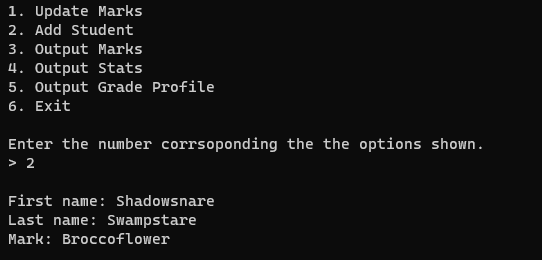 1. Update Marks
2. Add Student
3. Output Marks
4. Output Stats
5. Output Grade Profile
6. Exit
Enter the number corrsoponding the the options shown.
> 2
First name: Shadowsnare
Last name: Swampstare
Mark: Broccoflower